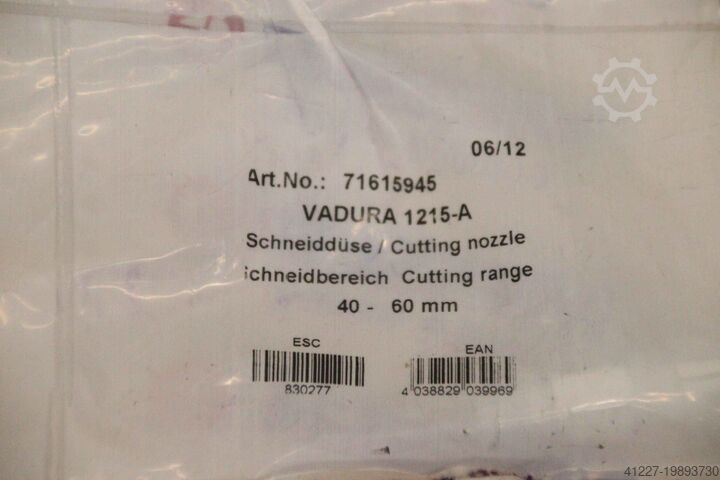 06/12
Art.No.: 71615945
VADURA 1215-A
Schneiddüse / Cutting nozzle
Schneidbereich Cutting range
40 - 60 mm
ESC EAN
830277 4 038829 039969
41227-19893730